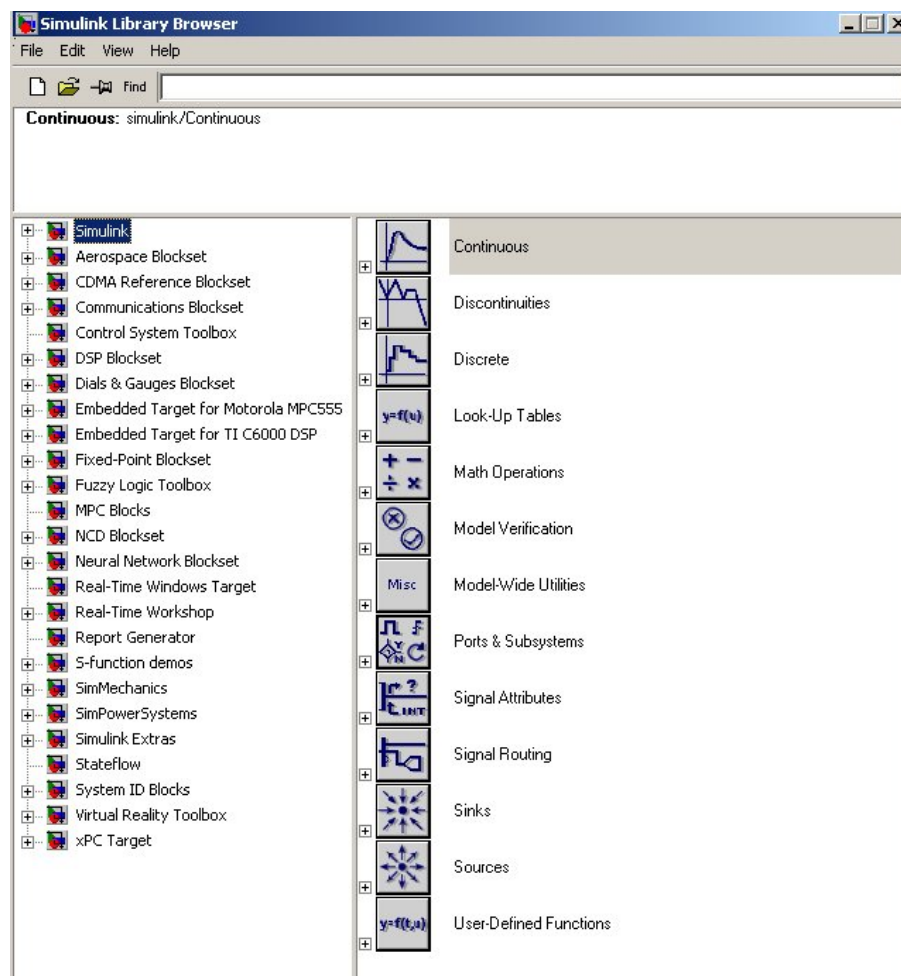 Simulink Library Browser
File Edit View Help
Find
Continuous: simulink/Continuous
Simulink
Aerospace Blockset
CDMA Reference Blockset
Communications Blockset
Control System Toolbox
DSP Blockset
Dials & Gauges Blockset
Embedded Target for Motorola MPC555
Embedded Target for TI C6000 DSP
Fixed-Point Blockset
Fuzzy Logic Toolbox
MPC Blocks
NCD Blockset
Neural Network Blockset
Real-Time Windows Target
Real-Time Workshop
Report Generator
S-function demos
SimMechanics
SimPowerSystems
Simulink Extras
Stateflow
System ID Blocks
Virtual Reality Toolbox
xPC Target
Continuous
Discontinuities
Discrete
y=f(u) Look-Up Tables
+ − ÷ × Math Operations
Model Verification
Misc Model-Wide Utilities
Y N Ports & Subsystems
? t INT Signal Attributes
Signal Routing
Sinks
Sources
y=f(t,u) User-Defined Functions